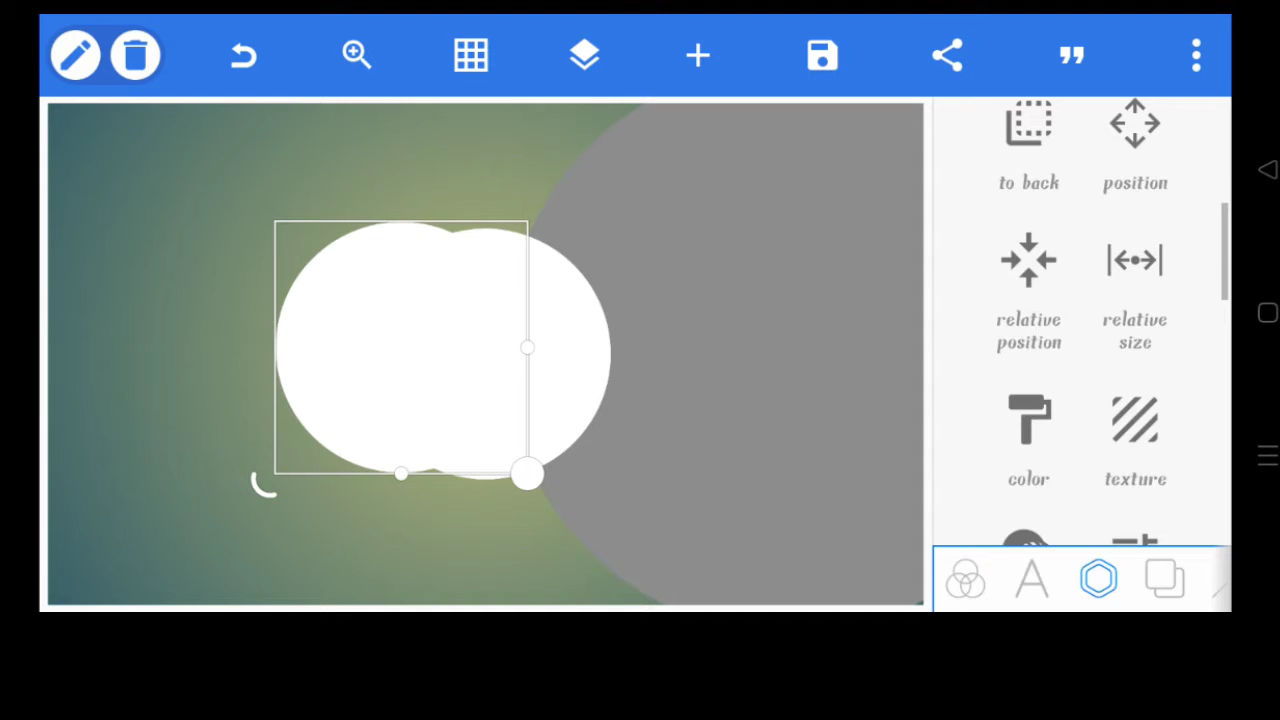 to back
position
relative
position
relative
size
color
texture